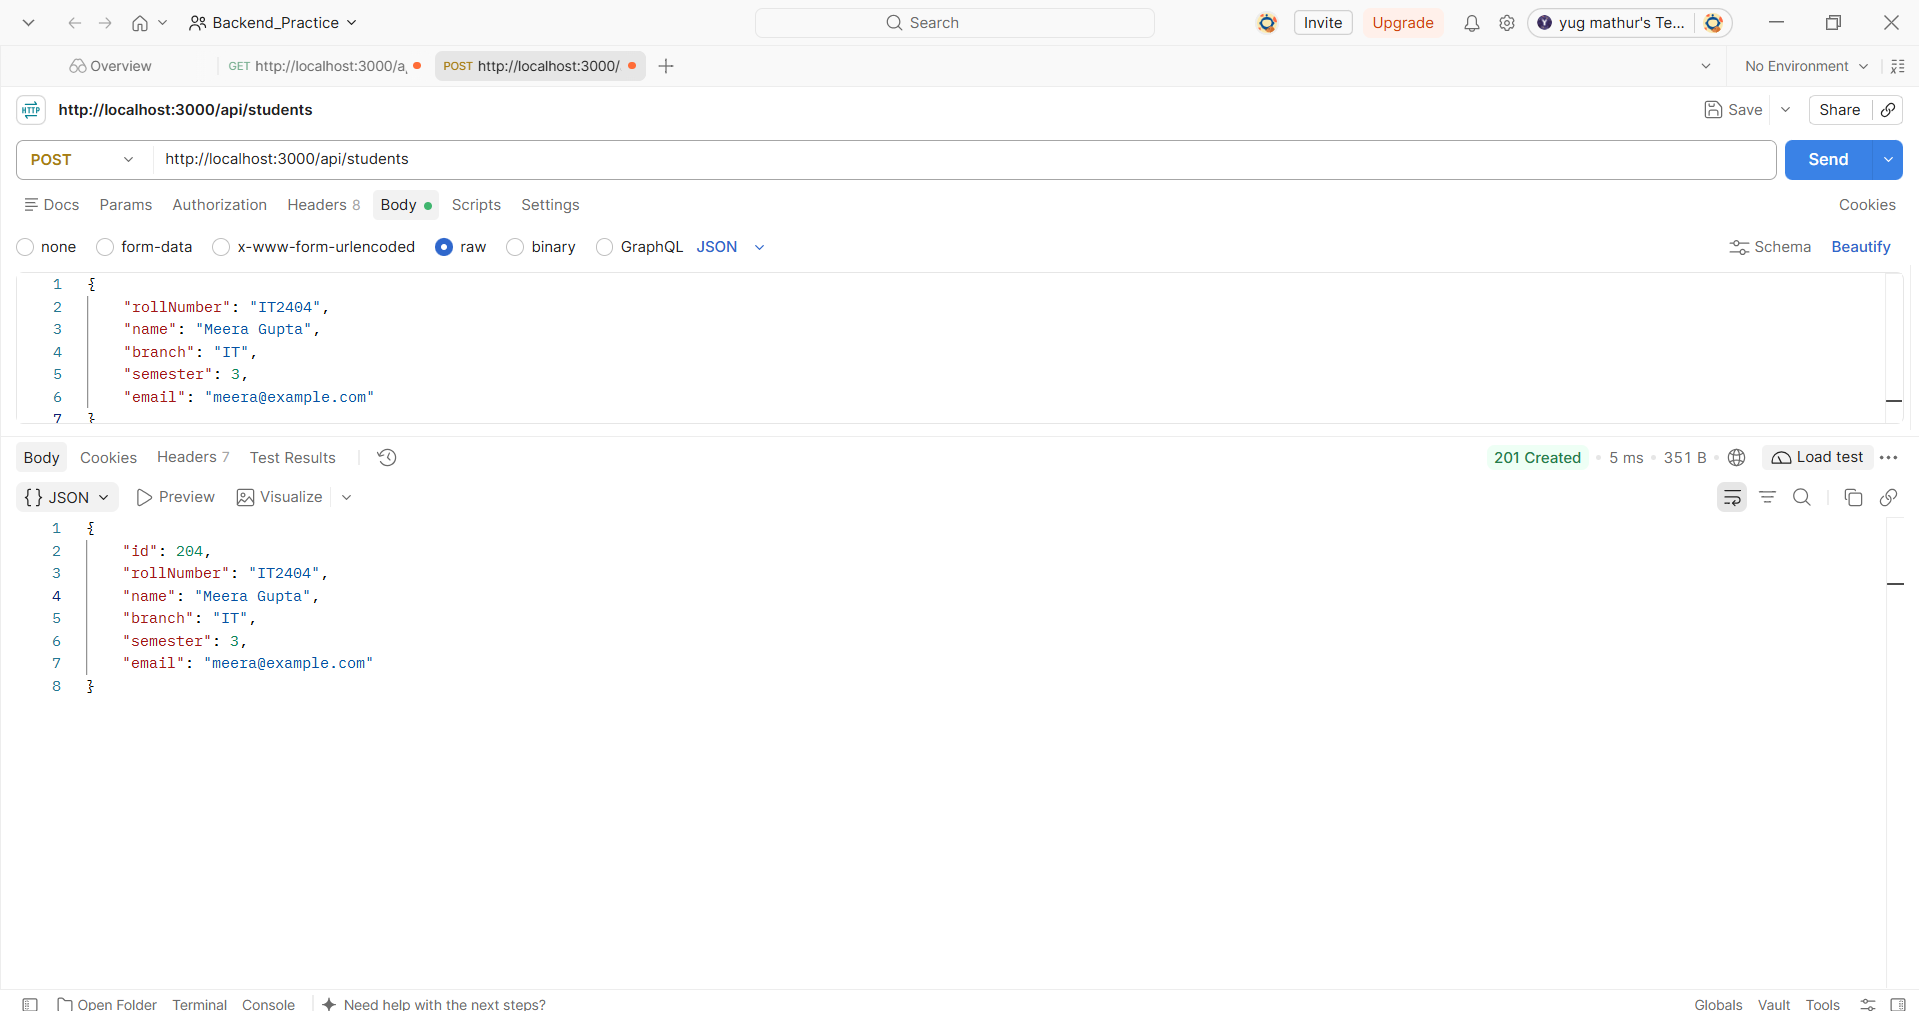 Backend_Practice
Search
Invite
Upgrade
Y yug mathur's Te...
Overview
GET http://localhost:3000/a
POST http://localhost:3000/
No Environment
HTTP http://localhost:3000/api/students
Save
Share
POST http://localhost:3000/api/students
Send
Docs Params Authorization Headers 8 Body Scripts Settings Cookies
none form-data x-www-form-urlencoded raw binary GraphQL JSON Schema Beautify
1 {
2 "rollNumber": "IT2404",
3 "name": "Meera Gupta",
4 "branch": "IT",
5 "semester": 3,
6 "email": "meera@example.com"
7 }
Body Cookies Headers 7 Test Results 201 Created • 5 ms • 351 B • Load test
{} JSON Preview Visualize
1 {
2 "id": 204,
3 "rollNumber": "IT2404",
4 "name": "Meera Gupta",
5 "branch": "IT",
6 "semester": 3,
7 "email": "meera@example.com"
8 }
Open Folder Terminal Console Need help with the next steps? Globals Vault Tools